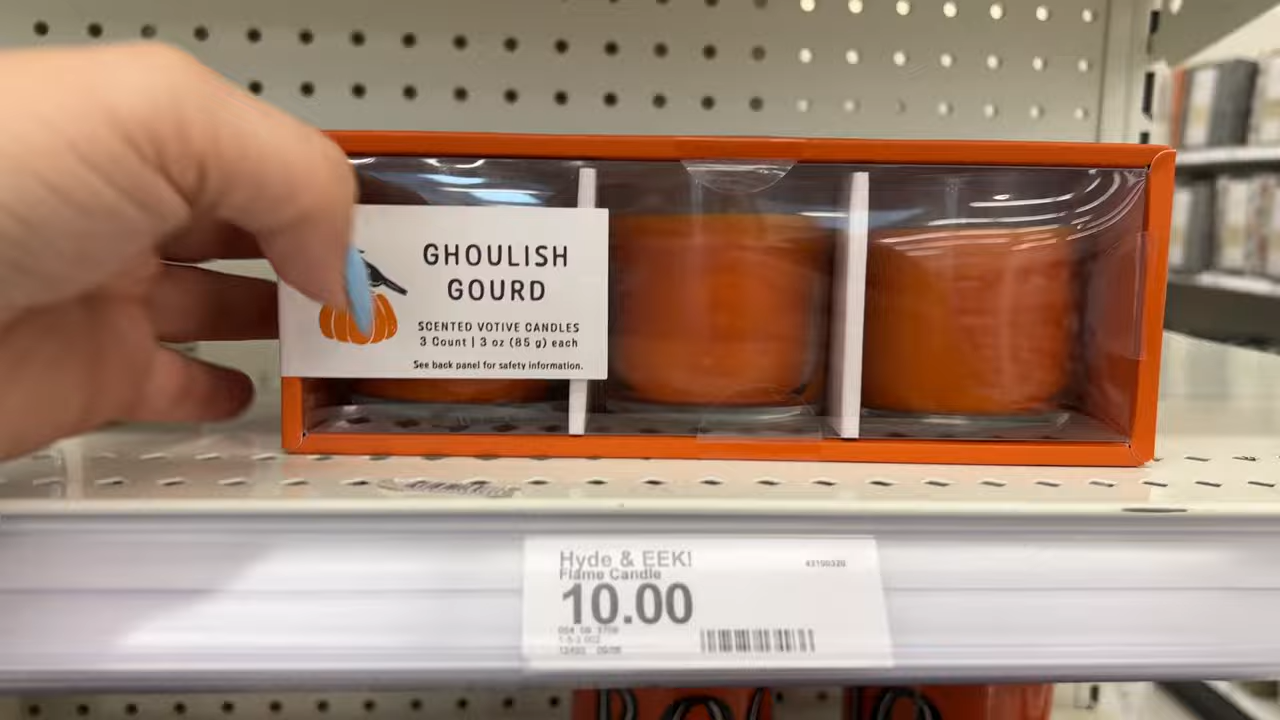 GHOULISH
GOURD
SCENTED VOTIVE CANDLES
3 Count | 3 oz (85 g) each
See back panel for safety information.
Hyde & EEK!
Flame Candle
10.00